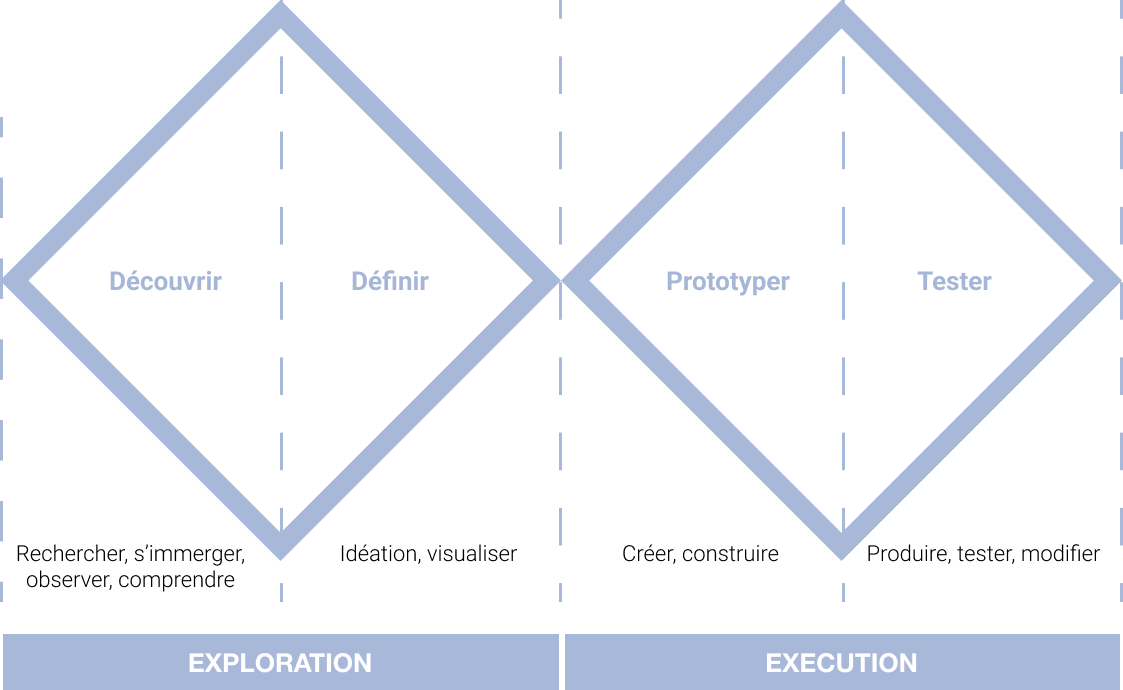 Découvrir
Définir
Prototyper
Tester
Rechercher, s’immerger,
observer, comprendre
Idéation, visualiser
Créer, construire
Produire, tester, modifier
EXPLORATION
EXECUTION